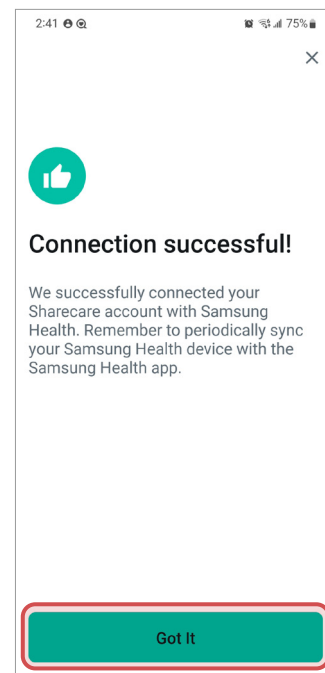 2:41
75%
Connection successful!
We successfully connected your
Sharecare account with Samsung
Health. Remember to periodically sync
your Samsung Health device with the
Samsung Health app.
Got It